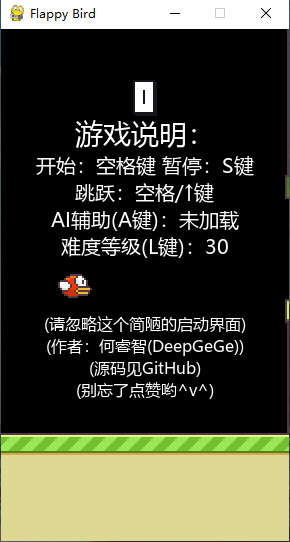 Flappy Bird
游戏说明：
开始：空格键 暂停：S键
跳跃：空格/↑键
AI辅助(A键)：未加载
难度等级(L键)：30
(请忽略这个简陋的启动界面)
(作者：何睿智(DeepGeGe))
(源码见GitHub)
(别忘了点赞哟^v^)